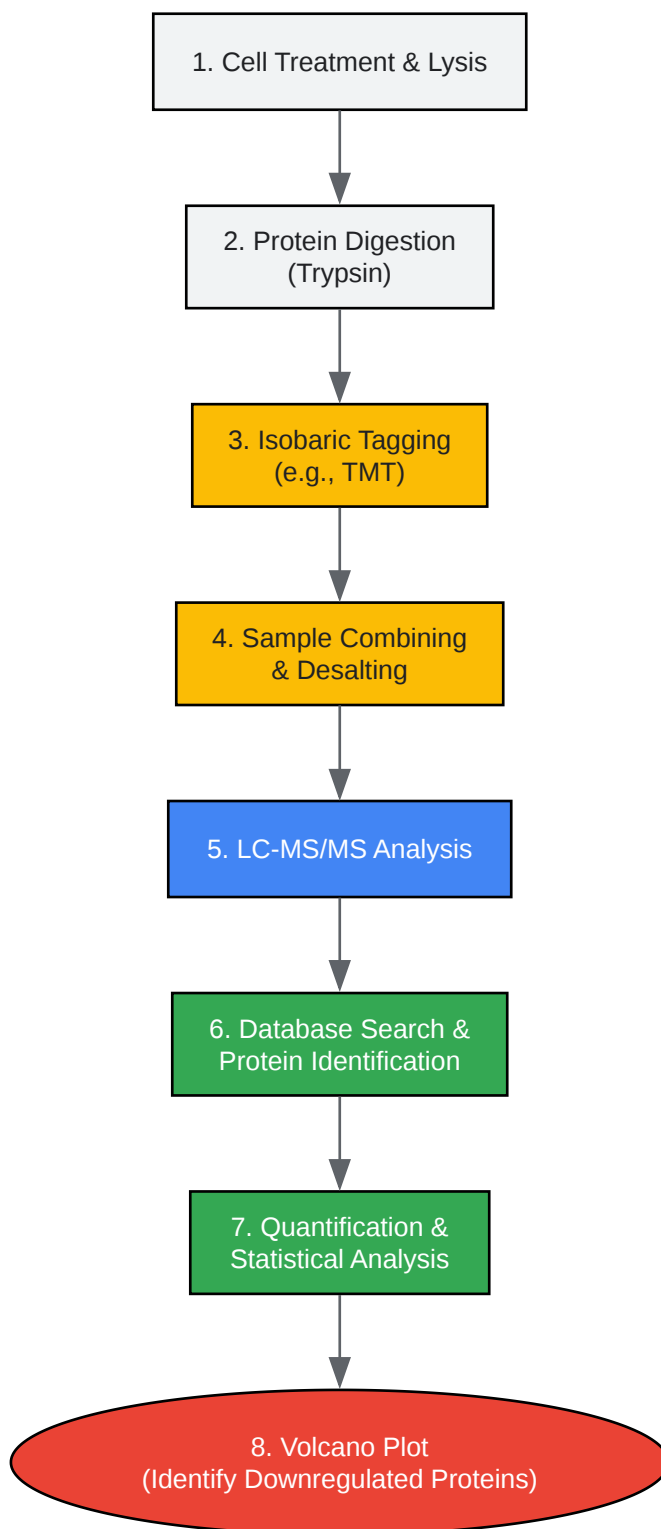 1. Cell Treatment & Lysis
2. Protein Digestion
(Trypsin)
3. Isobaric Tagging
(e.g., TMT)
4. Sample Combining
& Desalting
5. LC-MS/MS Analysis
6. Database Search &
Protein Identification
7. Quantification &
Statistical Analysis
8. Volcano Plot
(Identify Downregulated Proteins)